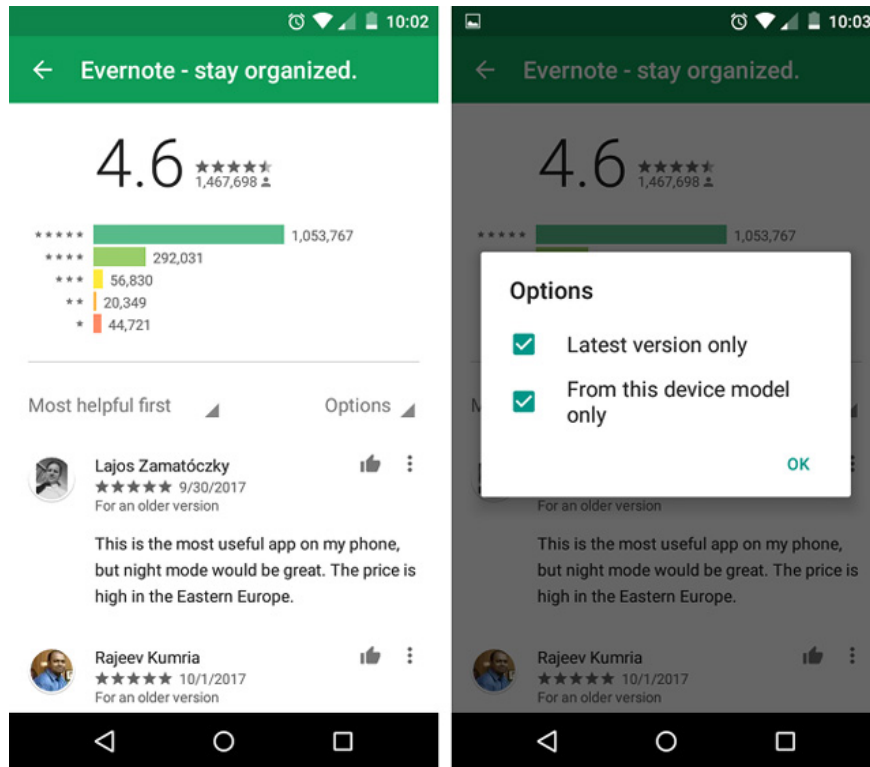 10:02
Evernote - stay organized.
4.6
1,467,698
1,053,767
292,031
56,830
20,349
44,721
Most helpful first Options
Lajos Zamatóczky
9/30/2017
For an older version
This is the most useful app on my phone,
but night mode would be great. The price is
high in the Eastern Europe.
Rajeev Kumria
10/1/2017
For an older version
10:03
Evernote - stay organized.
4.6
1,467,698
1,053,767
Options
Latest version only
From this device model
only
OK
For an older version
This is the most useful app on my phone,
but night mode would be great. The price is
high in the Eastern Europe.
Rajeev Kumria
10/1/2017
For an older version